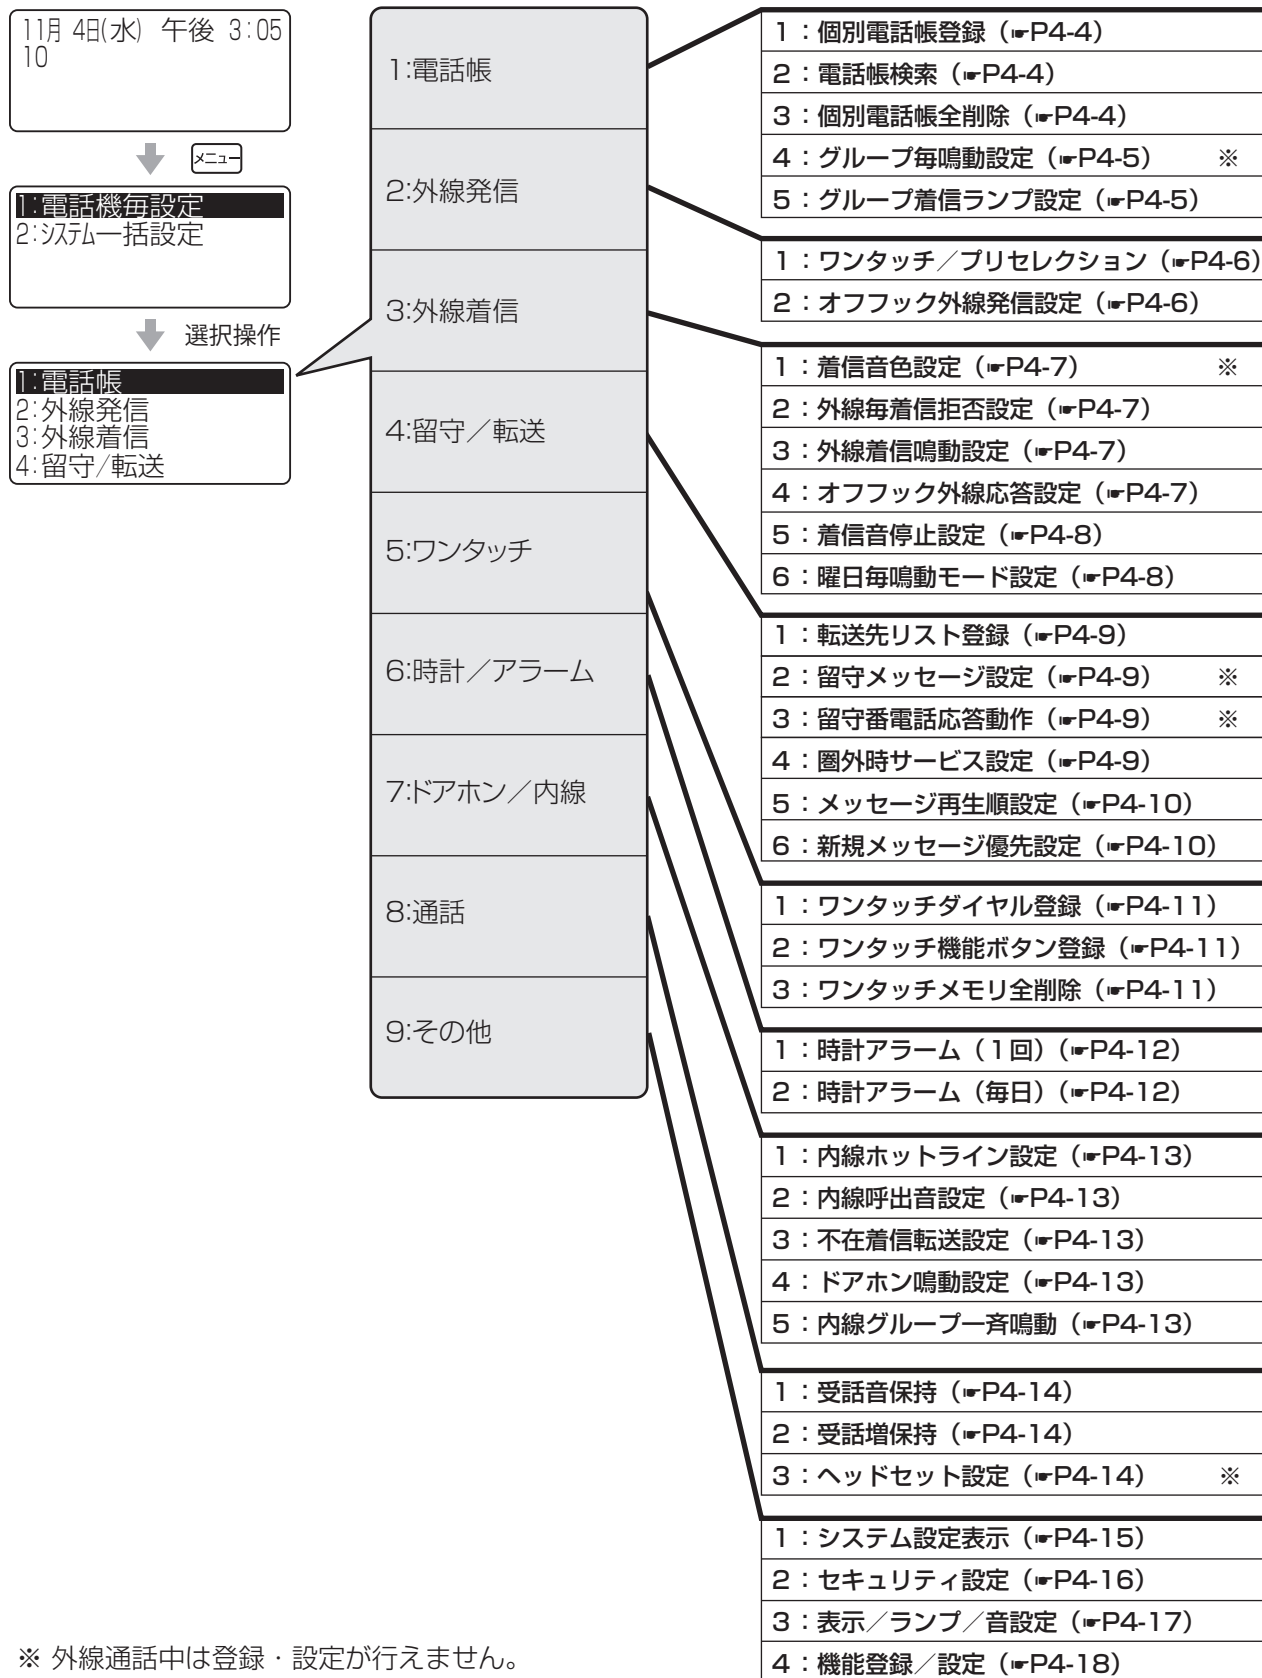 11月 4日(水) 午後 3:05
10
メニュー
1:電話機毎設定
2:システム一括設定
選択操作
1:電話帳
2:外線発信
3:外線着信
4:留守/転送
1:電話帳
2:外線発信
3:外線着信
4:留守／転送
5:ワンタッチ
6:時計／アラーム
7:ドアホン／内線
8:通話
9:その他
1：個別電話帳登録（☛P4-4）
2：電話帳検索（☛P4-4）
3：個別電話帳全削除（☛P4-4）
4：グループ毎鳴動設定（☛P4-5） ※
5：グループ着信ランプ設定（☛P4-5）
1：ワンタッチ／プリセレクション（☛P4-6）
2：オフフック外線発信設定（☛P4-6）
1：着信音色設定（☛P4-7） ※
2：外線毎着信拒否設定（☛P4-7）
3：外線着信鳴動設定（☛P4-7）
4：オフフック外線応答設定（☛P4-7）
5：着信音停止設定（☛P4-8）
6：曜日毎鳴動モード設定（☛P4-8）
1：転送先リスト登録（☛P4-9）
2：留守メッセージ設定（☛P4-9） ※
3：留守番電話応答動作（☛P4-9） ※
4：圏外時サービス設定（☛P4-9）
5：メッセージ再生順設定（☛P4-10）
6：新規メッセージ優先設定（☛P4-10）
1：ワンタッチダイヤル登録（☛P4-11）
2：ワンタッチ機能ボタン登録（☛P4-11）
3：ワンタッチメモリ全削除（☛P4-11）
1：時計アラーム（1回）（☛P4-12）
2：時計アラーム（毎日）（☛P4-12）
1：内線ホットライン設定（☛P4-13）
2：内線呼出音設定（☛P4-13）
3：不在着信転送設定（☛P4-13）
4：ドアホン鳴動設定（☛P4-13）
5：内線グループ一斉鳴動（☛P4-13）
1：受話音保持（☛P4-14）
2：受話増保持（☛P4-14）
3：ヘッドセット設定（☛P4-14） ※
1：システム設定表示（☛P4-15）
2：セキュリティ設定（☛P4-16）
3：表示／ランプ／音設定（☛P4-17）
4：機能登録／設定（☛P4-18）
※ 外線通話中は登録・設定が行えません。